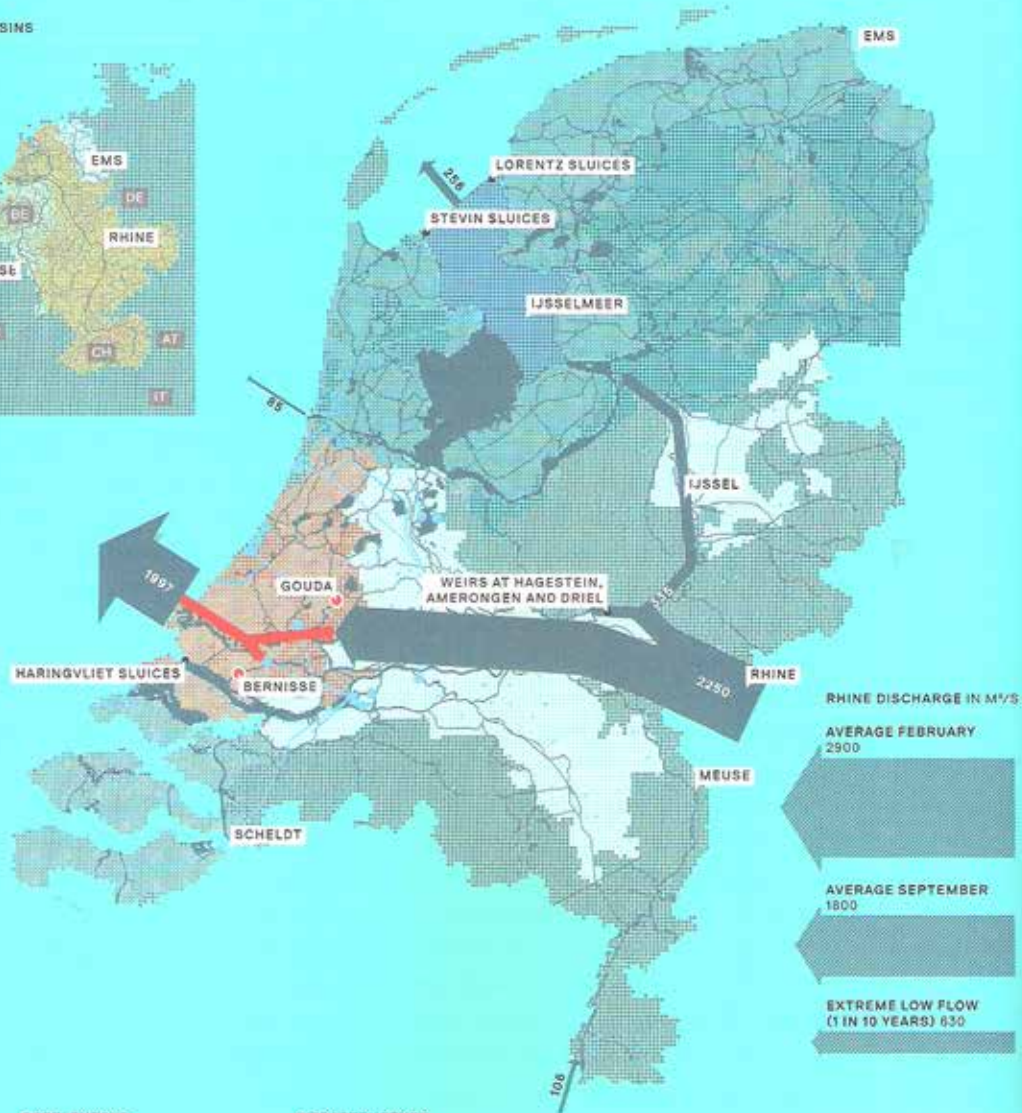 SINS
EMS
DE
BE
RHINE
SE
AT
CH
IT
EMS
LORENTZ SLUICES
256
STEVIN SLUICES
IJSSELMEER
85
IJSSEL
1997
GOUDA
WEIRS AT HAGESTEIN,
AMERONGEN AND DRIEL
335
HARINGVLIET SLUICES
BERNISSE
2250
RHINE
RHINE DISCHARGE IN M³/S
AVERAGE FEBRUARY
2900
MEUSE
SCHELDT
AVERAGE SEPTEMBER
1800
EXTREME LOW FLOW
(1 IN 10 YEARS) 630
106